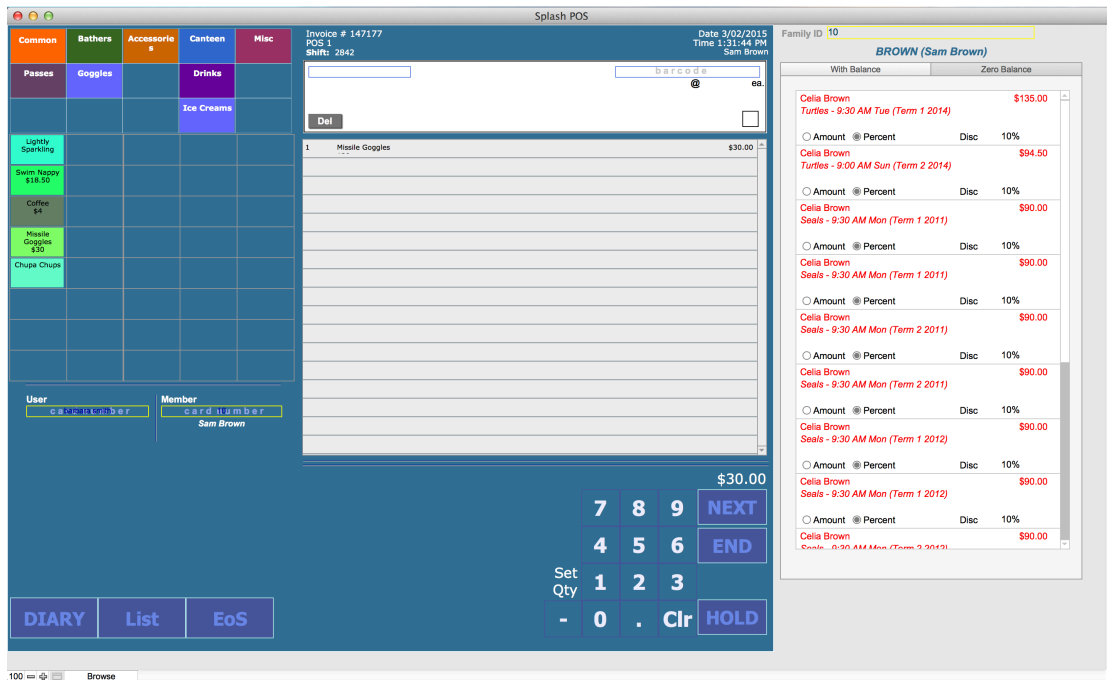 Splash POS
Common
Bathers
Accessorie
s
Canteen
Misc
Passes
Goggles
Drinks
Ice Creams
Lightly
Sparkling
Swim Nappy
$18.50
Coffee
$4
Missile
Goggles
$30
Chupa Chups
User
Member
card number
Sam Brown
DIARY
List
EoS
Invoice # 147177
POS 1
Shift: 2842
Date 3/02/2015
Time 1:31:44 PM
Sam Brown
barcode
@ ea.
Del
1 Missile Goggles $30.00
$30.00
7 8 9 NEXT
4 5 6 END
Set
Qty
1 2 3
- 0 . Clr HOLD
Family ID 10
BROWN (Sam Brown)
With Balance
Zero Balance
Celia Brown $135.00
Turtles - 9:30 AM Tue (Term 1 2014)
Amount Percent Disc 10%
Celia Brown $94.50
Turtles - 9:00 AM Sun (Term 2 2014)
Amount Percent Disc 10%
Celia Brown $90.00
Seals - 9:30 AM Mon (Term 1 2011)
Amount Percent Disc 10%
Celia Brown $90.00
Seals - 9:30 AM Mon (Term 1 2011)
Amount Percent Disc 10%
Celia Brown $90.00
Seals - 9:30 AM Mon (Term 2 2011)
Amount Percent Disc 10%
Celia Brown $90.00
Seals - 9:30 AM Mon (Term 2 2011)
Amount Percent Disc 10%
Celia Brown $90.00
Seals - 9:30 AM Mon (Term 1 2012)
Amount Percent Disc 10%
Celia Brown $90.00
Seals - 9:30 AM Mon (Term 1 2012)
Amount Percent Disc 10%
Celia Brown $90.00
Seals - 9:30 AM Mon (Term 2 2012)
100
Browse